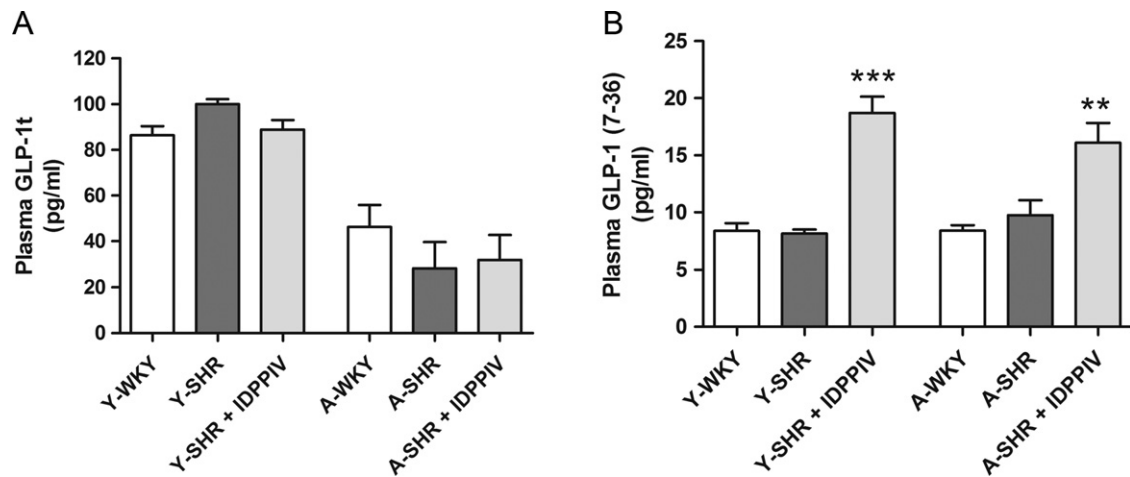 A
Plasma GLP-1t
(pg/ml)
120
100
80
60
40
20
0
Y-WKY
Y-SHR
Y-SHR + IDPPIV
A-WKY
A-SHR
A-SHR + IDPPIV
B
Plasma GLP-1 (7-36)
(pg/ml)
25
20
15
10
5
0
***
**
Y-WKY
Y-SHR
Y-SHR + IDPPIV
A-WKY
A-SHR
A-SHR + IDPPIV